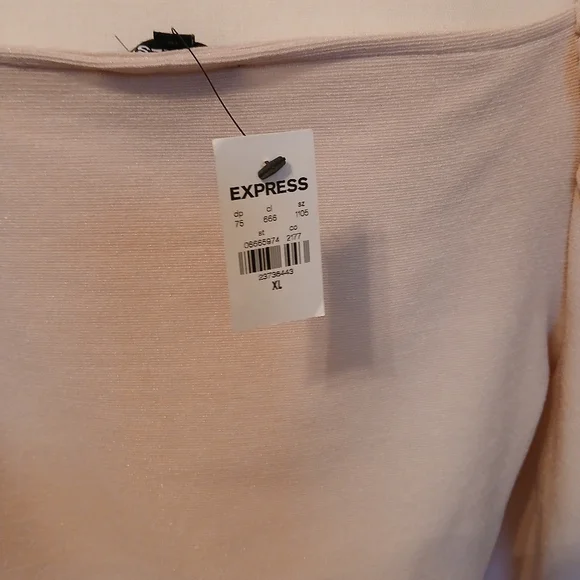 EXPRESS
dp cl sz
75 666 1105
st co
06665974 2177
23736443
XL